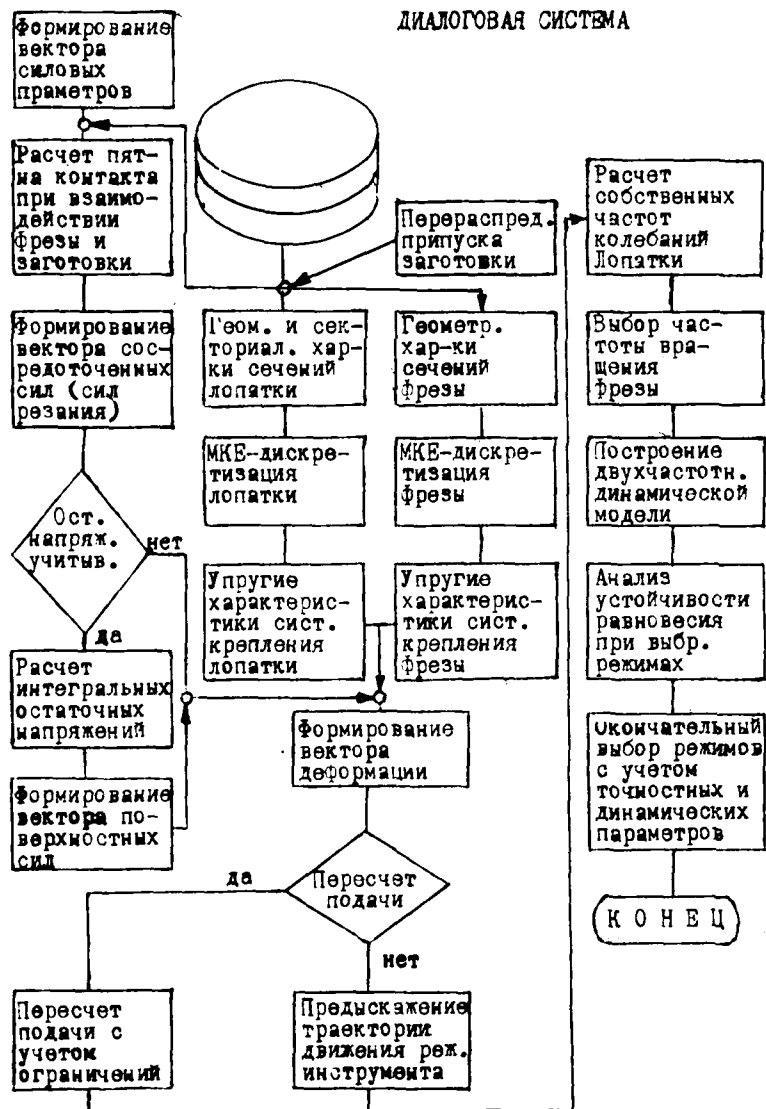 ДИАЛОГОВАЯ СИСТЕМА
Формирование
вектора
силовых
праметров
Расчет пят-
на контакта
при взаимо-
действии
фрезы и
заготовки
Формирование
вектора сос-
редоточенных
сил (сил
резания)
Ост.
напряж.
учитыв.
нет
да
Расчет
интегральных
остаточных
напряжений
Формирование
вектора по-
верхностных
сил
Перераспред.
припуска
заготовки
Геом. и сек-
ториал. хар-
ки сечений
лопатки
МКЕ-дискре-
тизация
лопатки
Упругие
характерис-
тики сист.
крепления
лопатки
Геометр.
хар-ки
сечений
фрезы
МКЕ-дискре-
тизация
фрезы
Упругие
характерис-
тики сист.
крепления
фрезы
Формирование
вектора
деформации
Пересчет
подачи
да
нет
Пересчет
подачи с
учетом
ограничений
Предыскажение
траектории
движения реж.
инструмента
Расчет
собственных
частот
колебаний
Лопатки
Выбор час-
тоты вра-
щения
фрезы
Построение
двухчастотн.
динамической
модели
Анализ
устойчивости
равновесия
при выбр.
режимах
Окончательный
выбор режимов
с учетом
точностных и
динамических
параметров
К О Н Е Ц